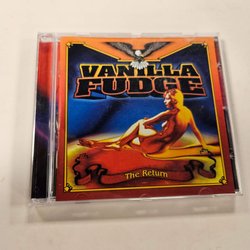 VANILLA
FUDGE
The Return